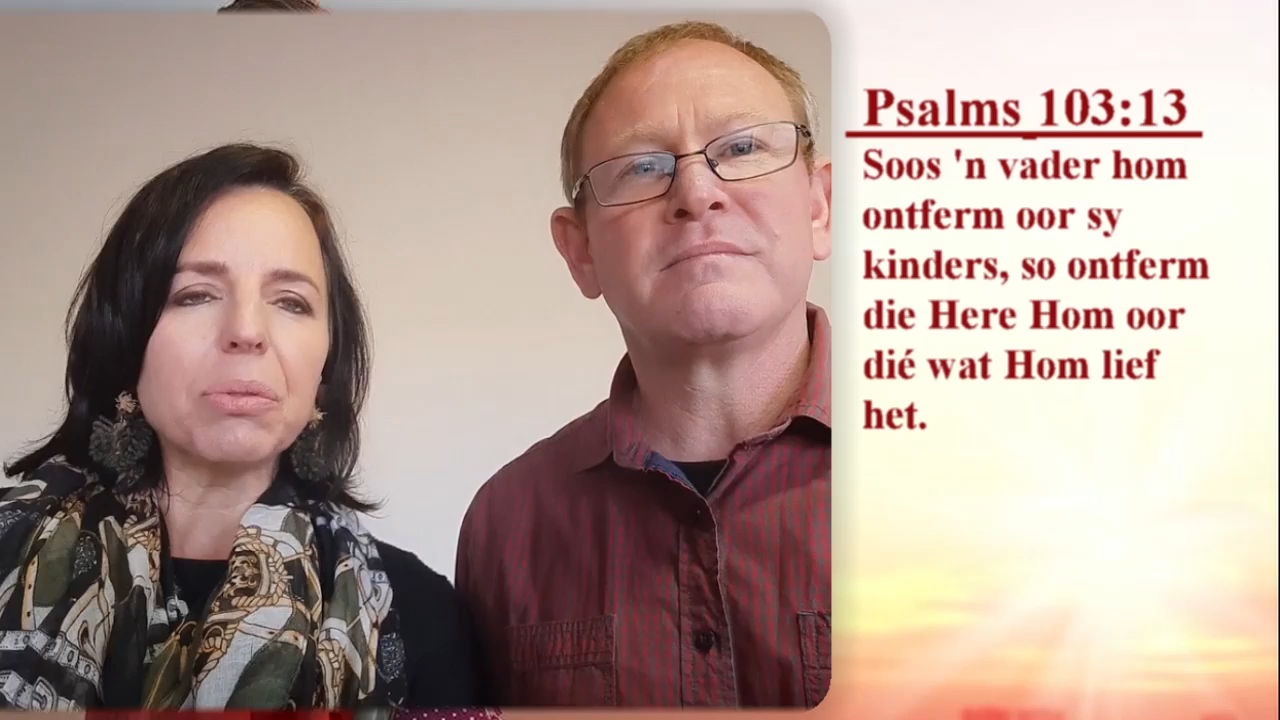 Psalms 103:13
Soos 'n vader hom
ontferm oor sy
kinders, so ontferm
die Here Hom oor
dié wat Hom lief
het.